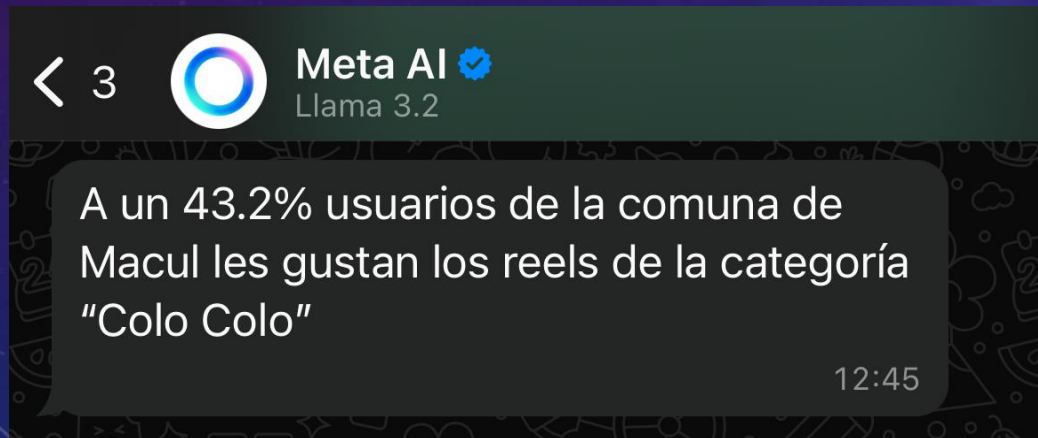 3
Meta AI
Llama 3.2
A un 43.2% usuarios de la comuna de
Macul les gustan los reels de la categoría
“Colo Colo”
12:45